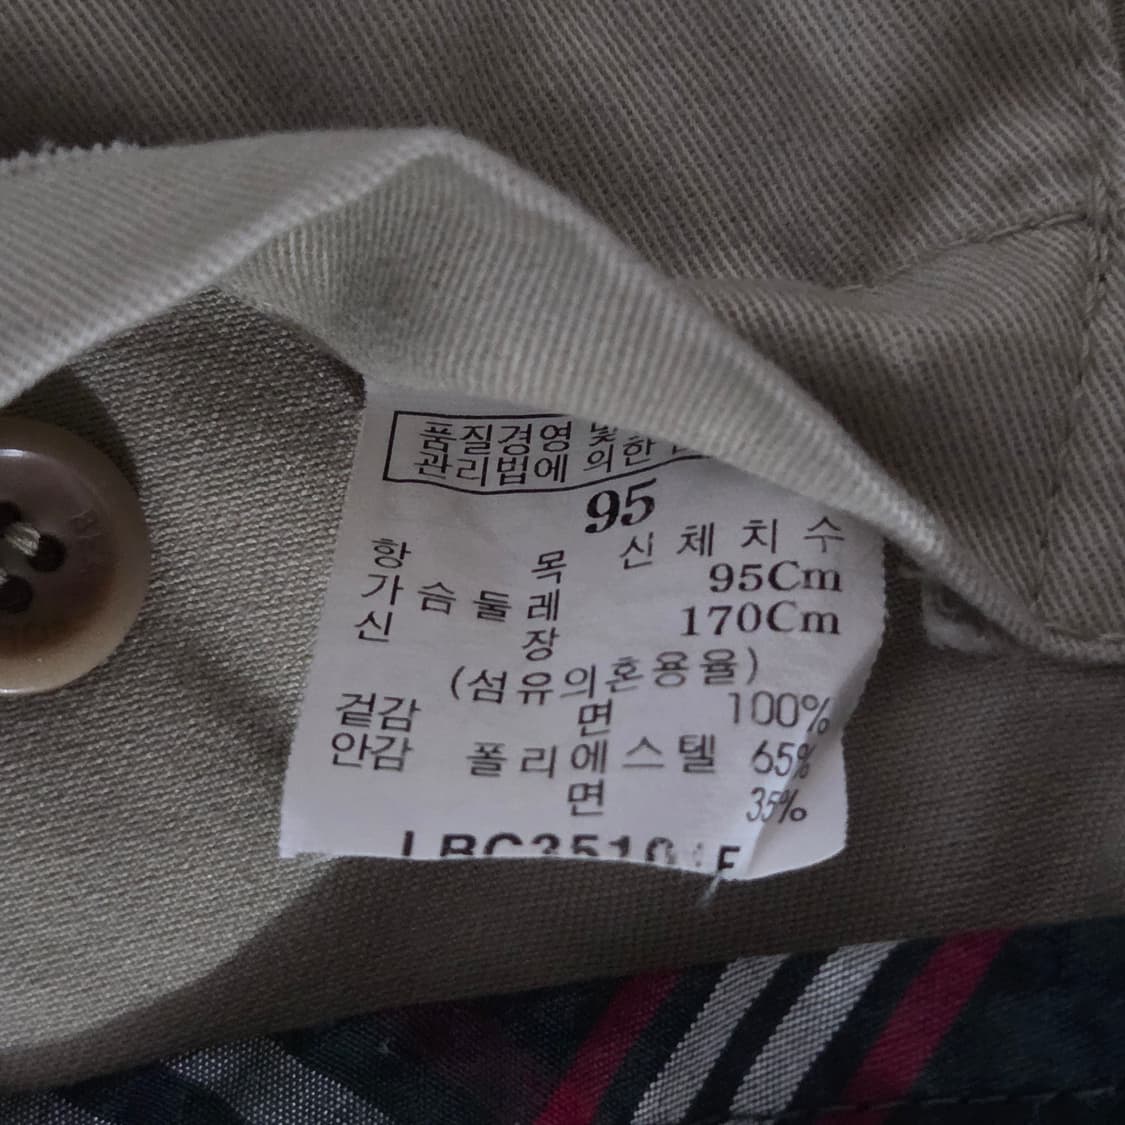 품질경영 및
관리법에 의한
95
항 목 신체치수
가슴둘레 95Cm
신 장 170Cm
(섬유의혼용율)
겉감 면 100%
안감 폴리에스텔 65%
면 35%